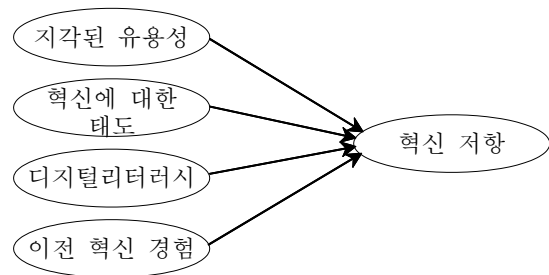 지각된 유용성
혁신에 대한
태도
디지털리터러시
이전 혁신 경험
혁신 저항